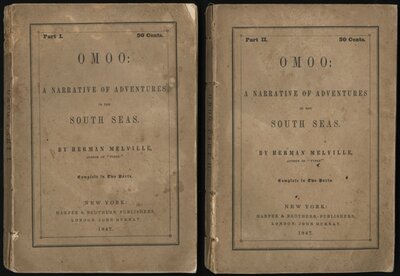 Part I. 50 Cents.
OMOO:
A NARRATIVE OF ADVENTURES
IN THE
SOUTH SEAS.
BY HERMAN MELVILLE,
AUTHOR OF "TYPEE."
Complete in Two Parts.
NEW YORK:
HARPER & BROTHERS, PUBLISHERS,
LONDON: JOHN MURRAY.
1847.
Part II. 50 Cents.
OMOO:
A NARRATIVE OF ADVENTURES
IN THE
SOUTH SEAS.
BY HERMAN MELVILLE,
AUTHOR OF "TYPEE."
Complete in Two Parts.
NEW YORK:
HARPER & BROTHERS, PUBLISHERS,
LONDON: JOHN MURRAY.
1847.